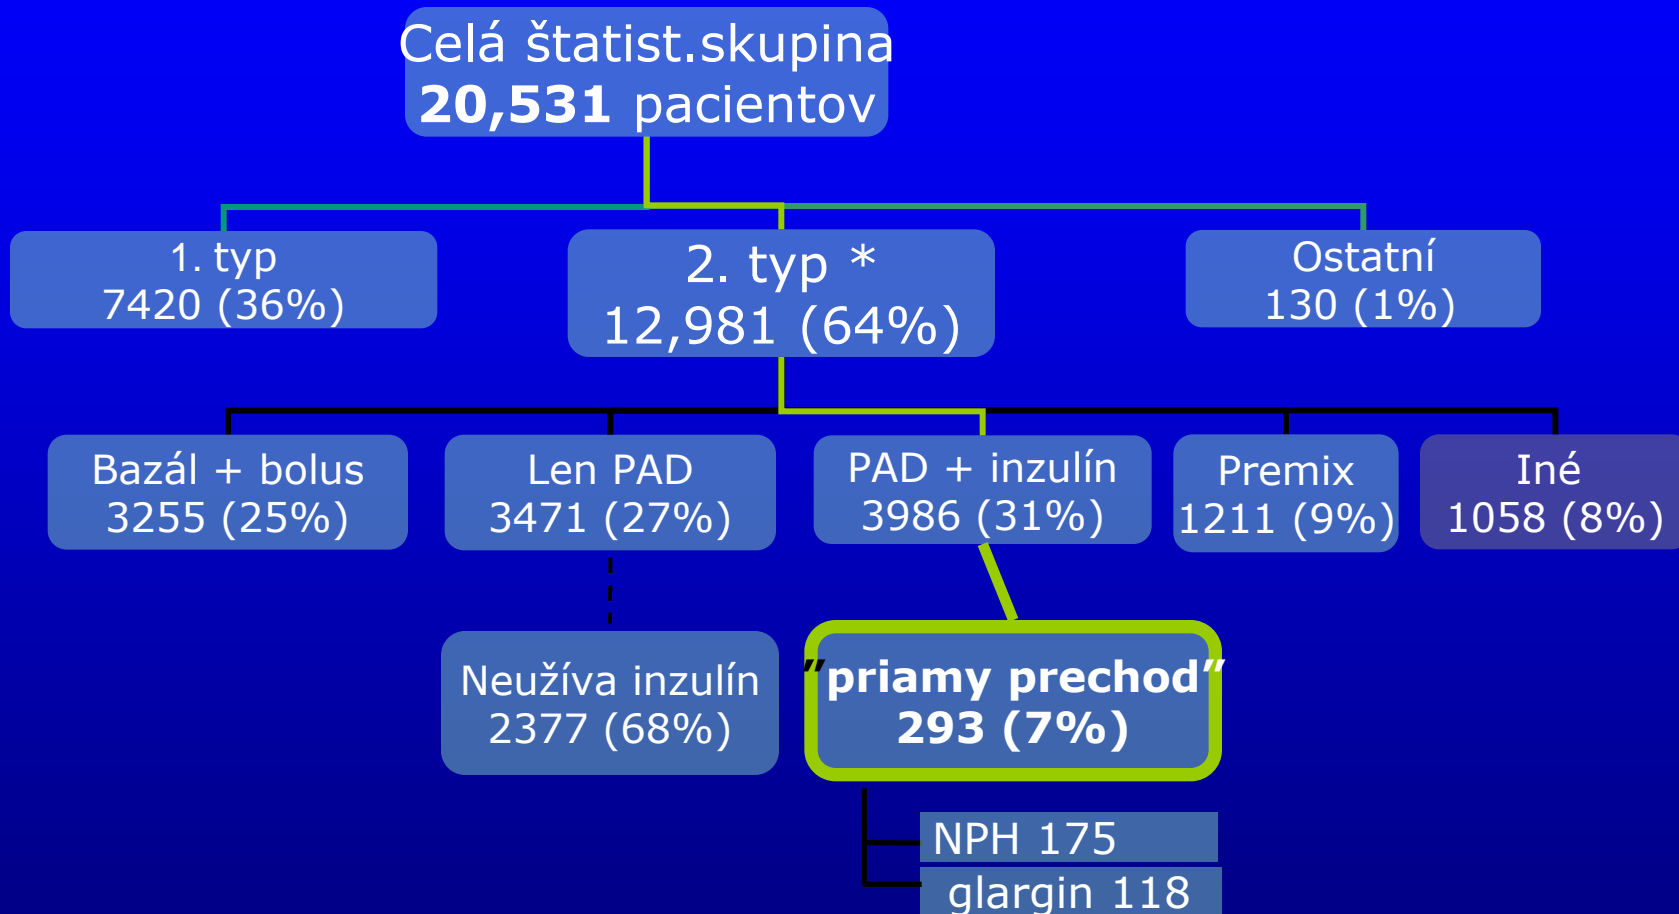 Celá štatist.skupina
20,531 pacientov
1. typ
7420 (36%)
2. typ *
12,981 (64%)
Ostatní
130 (1%)
Bazál + bolus
3255 (25%)
Len PAD
3471 (27%)
PAD + inzulín
3986 (31%)
Premix
1211 (9%)
Iné
1058 (8%)
Neužíva inzulín
2377 (68%)
”priamy prechod”
293 (7%)
NPH 175
glargin 118